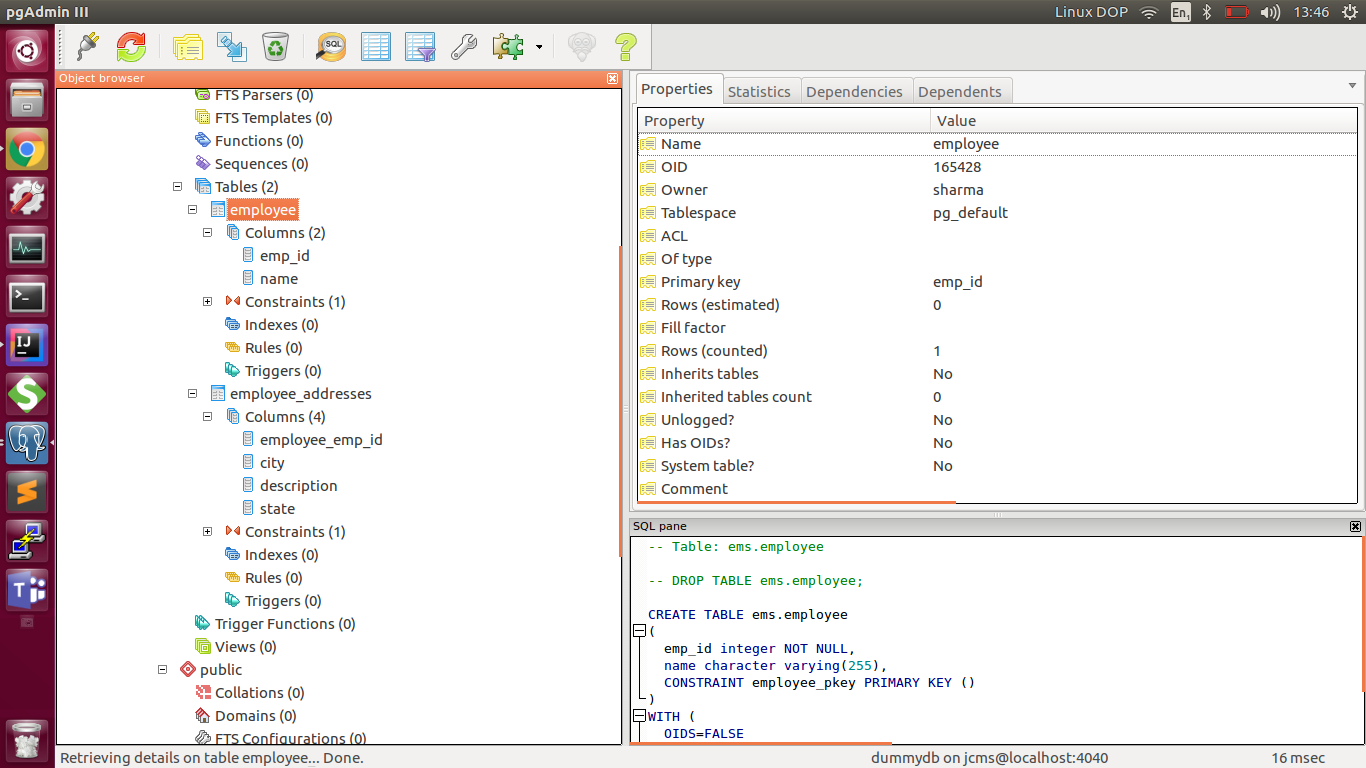 pgAdmin III
Linux DOP En1 13:46
SQL
Object browser
FTS Parsers (0)
FTS Templates (0)
Functions (0)
Sequences (0)
Tables (2)
employee
Columns (2)
emp_id
name
Constraints (1)
Indexes (0)
Rules (0)
Triggers (0)
employee_addresses
Columns (4)
employee_emp_id
city
description
state
Constraints (1)
Indexes (0)
Rules (0)
Triggers (0)
Trigger Functions (0)
Views (0)
public
Collations (0)
Domains (0)
FTS Configurations (0)
Properties Statistics Dependencies Dependents
Property Value
Name employee
OID 165428
Owner sharma
Tablespace pg_default
ACL
Of type
Primary key emp_id
Rows (estimated) 0
Fill factor
Rows (counted) 1
Inherits tables No
Inherited tables count 0
Unlogged? No
Has OIDs? No
System table? No
Comment
SQL pane
-- Table: ems.employee
-- DROP TABLE ems.employee;
CREATE TABLE ems.employee
(
emp_id integer NOT NULL,
name character varying(255),
CONSTRAINT employee_pkey PRIMARY KEY ()
)
WITH (
OIDS=FALSE
Retrieving details on table employee... Done. dummydb on jcms@localhost:4040 16 msec